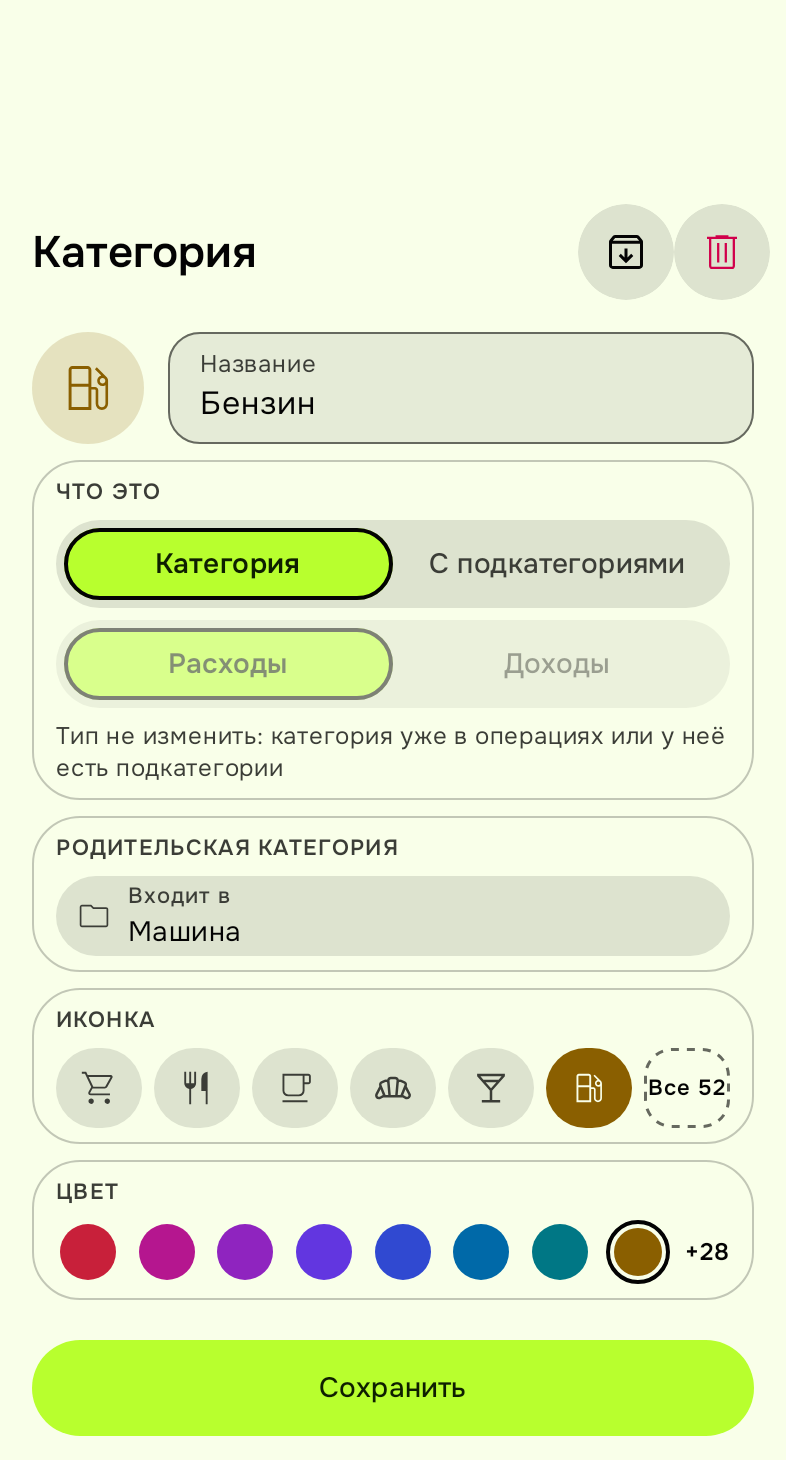 Категория
Название
Бензин
ЧТО ЭТО
Категория
С подкатегориями
Расходы
Доходы
Тип не изменить: категория уже в операциях или у неё
есть подкатегории
РОДИТЕЛЬСКАЯ КАТЕГОРИЯ
Входит в
Машина
ИКОНКА
Все 52
ЦВЕТ
+28
Сохранить